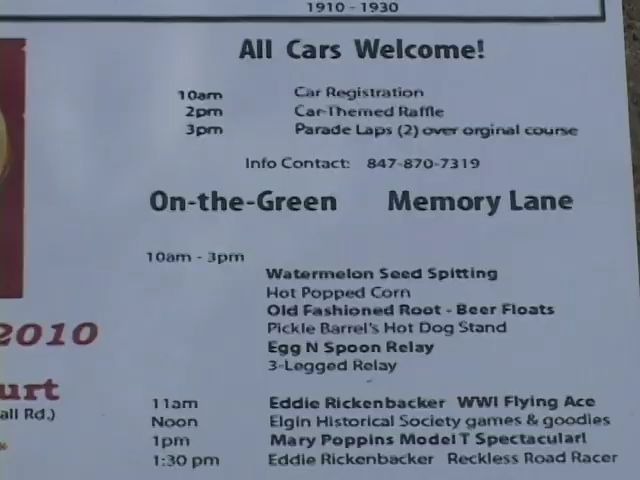 1910 - 1930
All Cars Welcome!
10am Car Registration
2pm Car-Themed Raffle
3pm Parade Laps (2) over orginal course
Info Contact: 847-870-7319
On-the-Green Memory Lane
10am - 3pm
Watermelon Seed Spitting
Hot Popped Corn
Old Fashioned Root - Beer Floats
Pickle Barrel's Hot Dog Stand
Egg N Spoon Relay
3-Legged Relay
2010
urt
all Rd.)
11am Eddie Rickenbacker WWI Flying Ace
Noon Elgin Historical Society games & goodies
1pm Mary Poppins Model T Spectacular!
1:30 pm Eddie Rickenbacker Reckless Road Racer